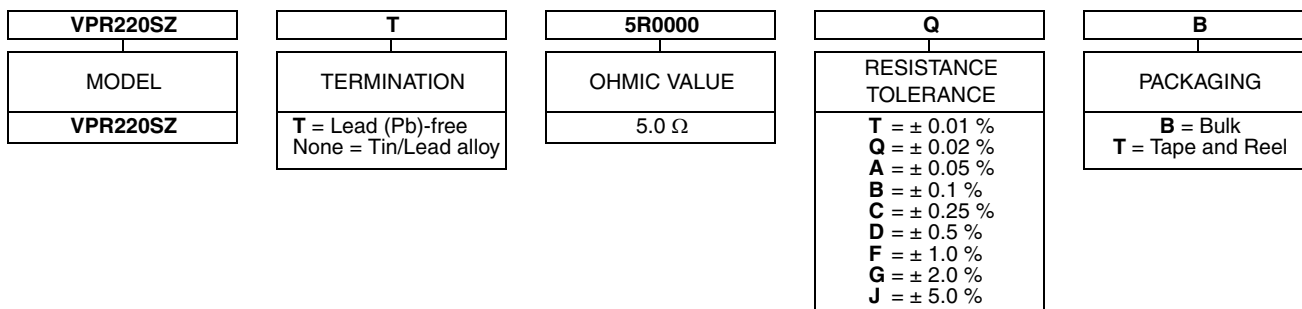 VPR220SZ
T
5R0000
Q
B
MODEL
TERMINATION
OHMIC VALUE
RESISTANCE
TOLERANCE
PACKAGING
VPR220SZ
T = Lead (Pb)-free
None = Tin/Lead alloy
5.0 Ω
T = ± 0.01 %
Q = ± 0.02 %
A = ± 0.05 %
B = ± 0.1 %
C = ± 0.25 %
D = ± 0.5 %
F = ± 1.0 %
G = ± 2.0 %
J = ± 5.0 %
B = Bulk
T = Tape and Reel